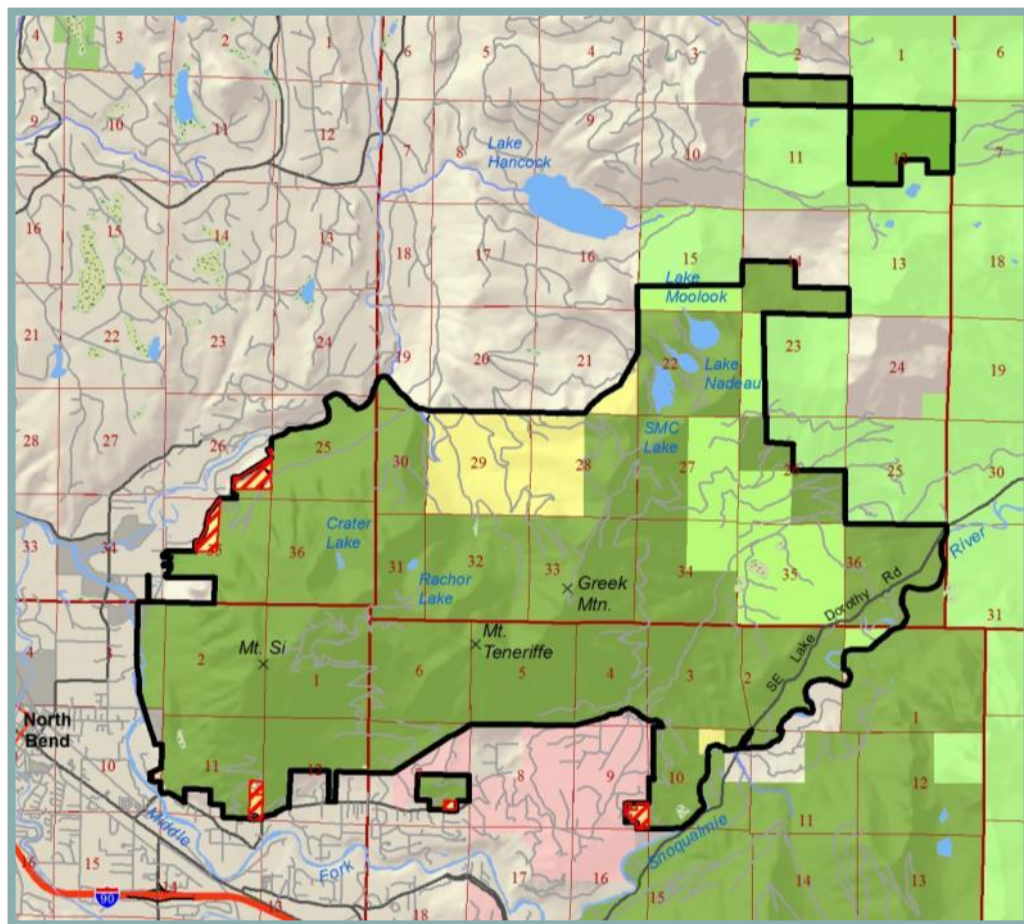 4 3 2 1 6 5 4 3 2 1 6
9 10 11 12 7 8 9 10 11 12 7
Lake
Hancock
16 15 14 13 18 17 16 15 14 13 18
Lake
Moolook
21 22 23 24 19 20 21 22 23 24 19
Lake
Nadeau
SMC
Lake
28 27 26 25 30 29 28 27 26 25 30
River
33 34 35 36 31 32 33 34 35 36 31
Crater
Lake
Rachor
Lake
Greek
Mtn.
SE Lake Dorothy Rd
Mt. Si
Mt.
Teneriffe
4 3 2 1 6 5 4 3 2 1
North
Bend
10 11 12 8 9 10 11 12
Middle
Fork
Snoqualmie
16 15 14 13 18 17 16 15 14 13
90